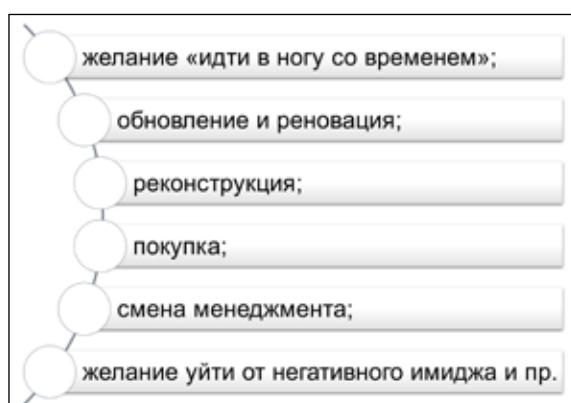 желание «идти в ногу со временем»;
обновление и реновация;
реконструкция;
покупка;
смена менеджмента;
желание уйти от негативного имиджа и пр.